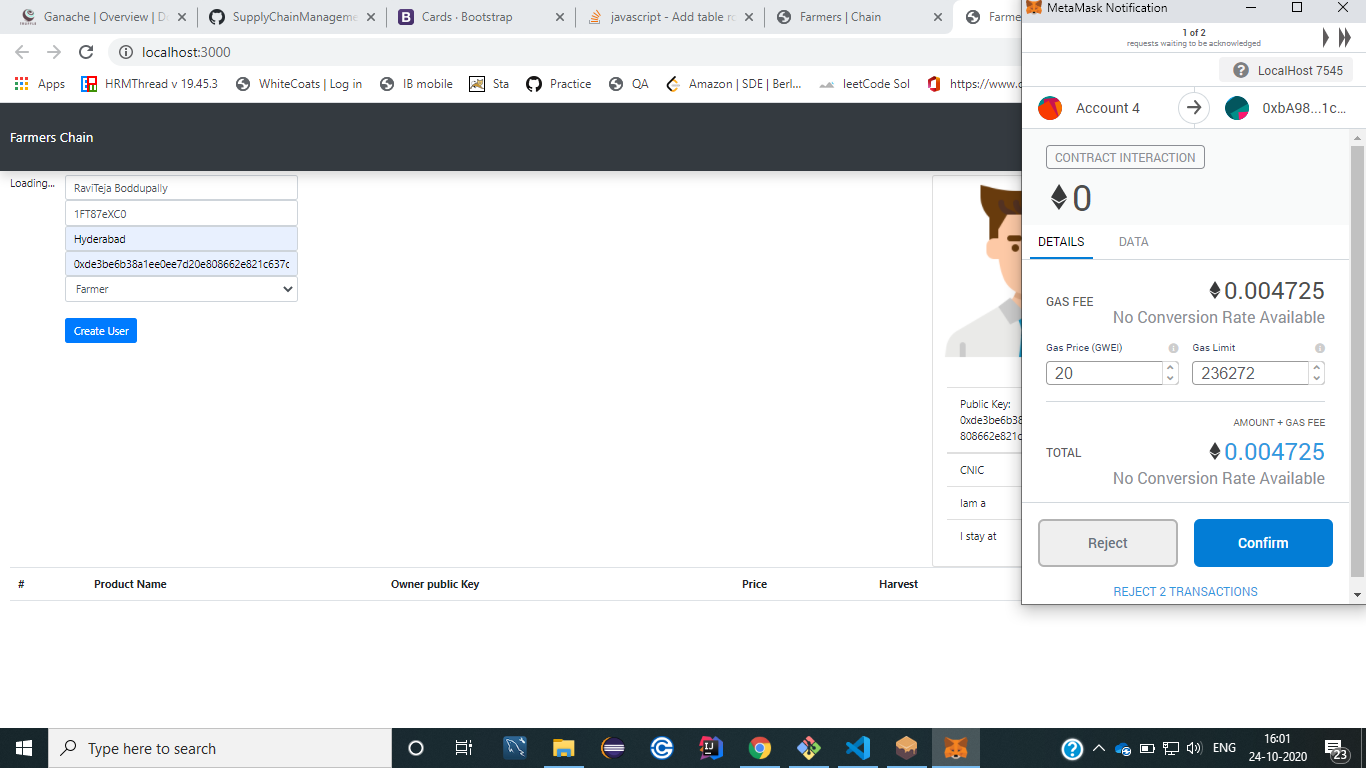 Ganache | Overview | D
SupplyChainManageme
Cards · Bootstrap
javascript - Add table ro
Farmers | Chain
Farme
MetaMask Notification
localhost:3000
1 of 2
requests waiting to be acknowledged
Apps
HRMThread v 19.45.3
WhiteCoats | Log in
IB mobile
Sta
Practice
QA
Amazon | SDE | Berl...
leetCode Sol
https://www.c
LocalHost 7545
Account 4
0xbA98...1c...
Farmers Chain
CONTRACT INTERACTION
0
Loading...
RaviTeja Boddupally
1FT87eXC0
Hyderabad
0xde3be6b38a1ee0ee7d20e808662e821c637c
Farmer
Create User
DETAILS
DATA
GAS FEE
0.004725
No Conversion Rate Available
Gas Price (GWEI)
Gas Limit
20
236272
Public Key:
0xde3be6b38
808662e821c
CNIC
Iam a
I stay at
AMOUNT + GAS FEE
TOTAL
0.004725
No Conversion Rate Available
Reject
Confirm
REJECT 2 TRANSACTIONS
#
Product Name
Owner public Key
Price
Harvest
Type here to search
ENG
16:01
24-10-2020
23